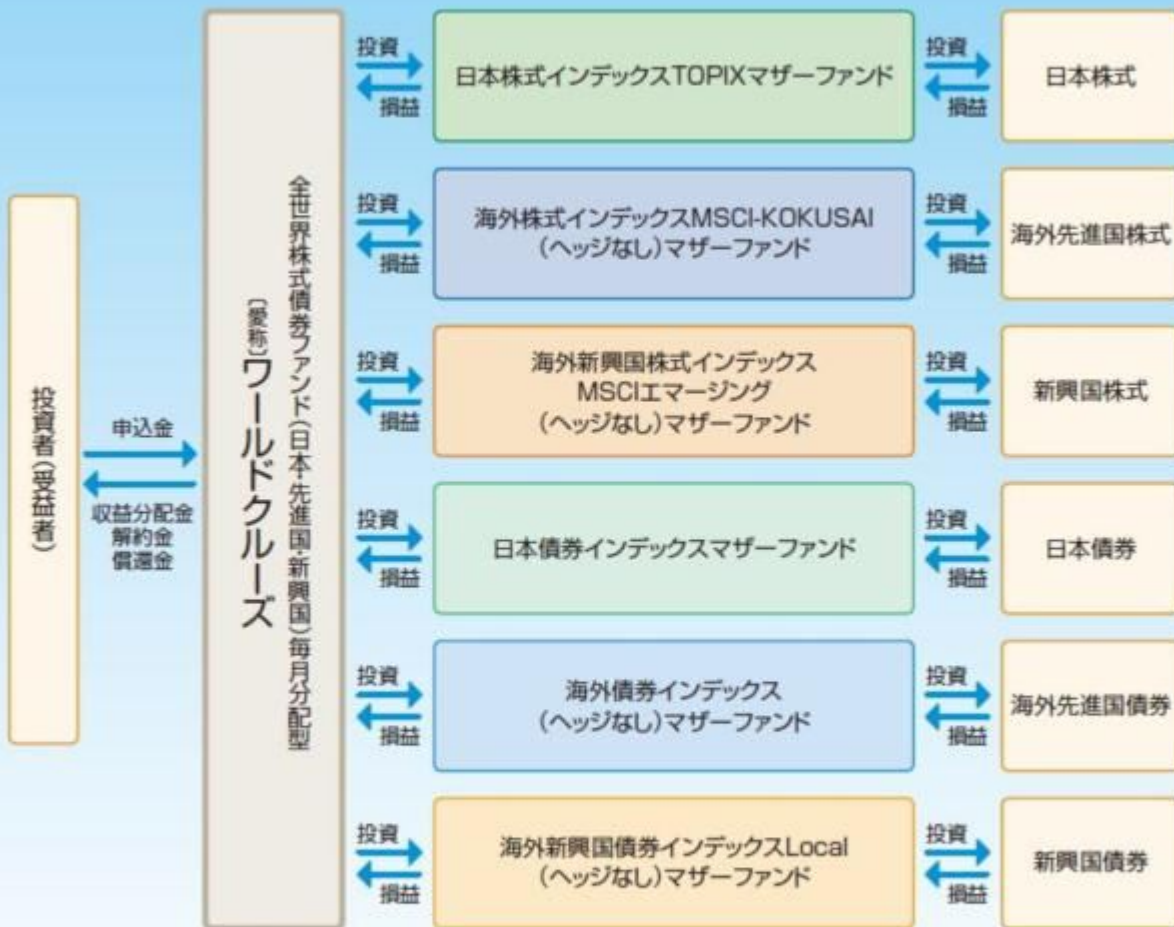 投資者(受益者)
申込金
収益分配金
解約金
償還金
全世界株式債券ファンド(日本・先進国・新興国)毎月分配型
〔愛称〕ワールドクルーズ
投資
損益
日本株式インデックスTOPIXマザーファンド
投資
損益
日本株式
投資
損益
海外株式インデックスMSCI-KOKUSAI
(ヘッジなし)マザーファンド
投資
損益
海外先進国株式
投資
損益
海外新興国株式インデックス
MSCIエマージング
(ヘッジなし)マザーファンド
投資
損益
新興国株式
投資
損益
日本債券インデックスマザーファンド
投資
損益
日本債券
投資
損益
海外債券インデックス
(ヘッジなし)マザーファンド
投資
損益
海外先進国債券
投資
損益
海外新興国債券インデックスLocal
(ヘッジなし)マザーファンド
投資
損益
新興国債券